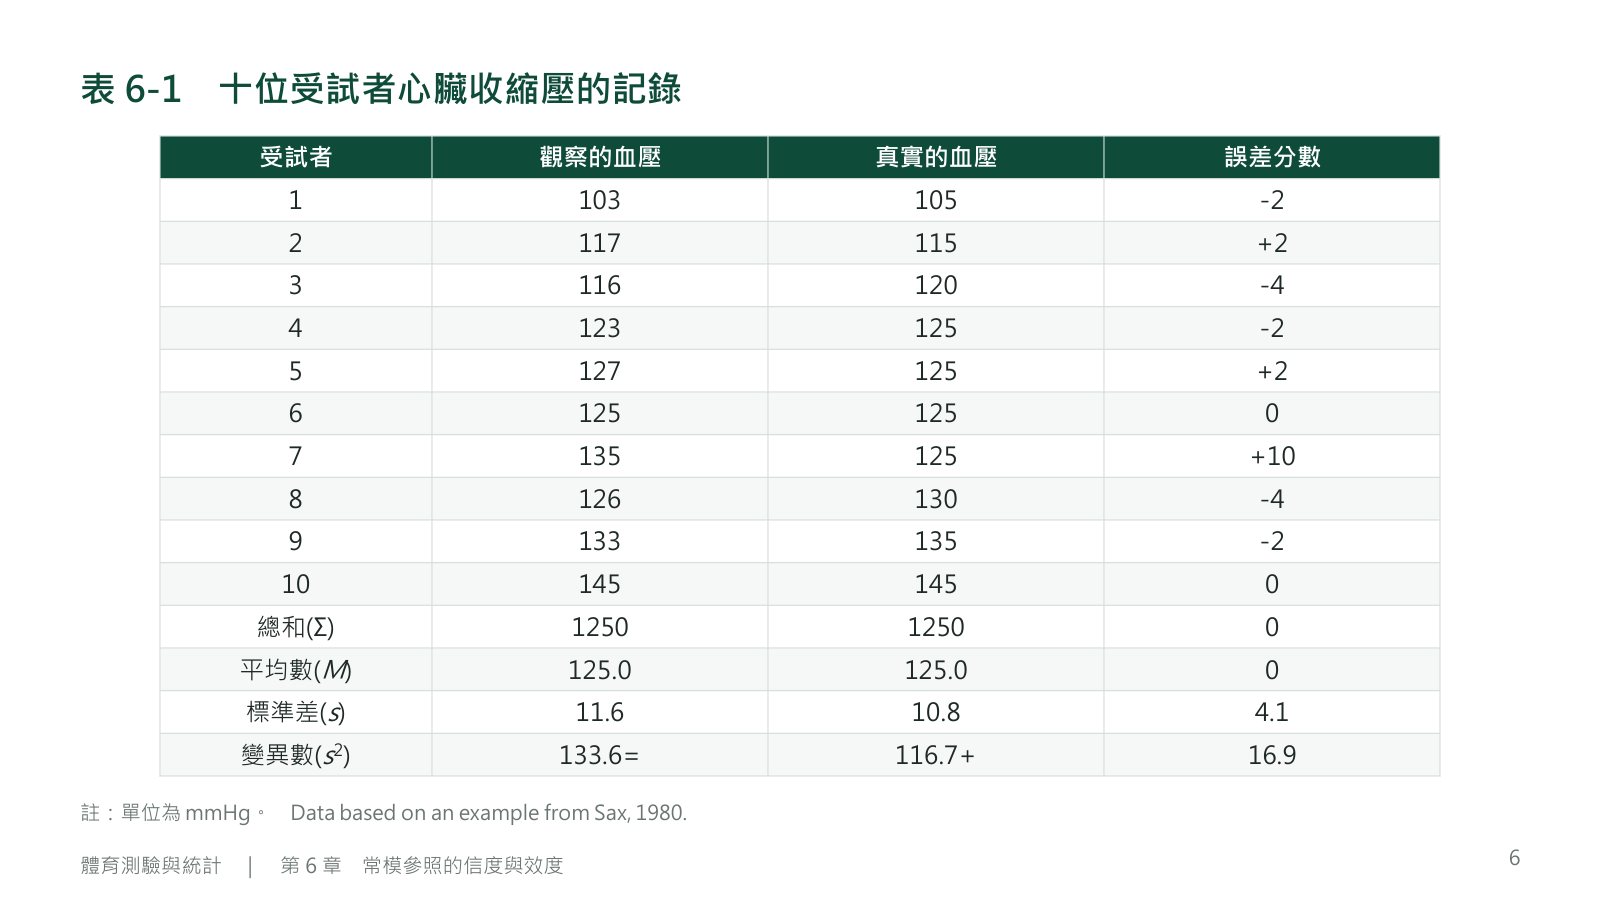 表 6-1　十位受試者心臟收縮壓的記錄
受試者 觀察的血壓 真實的血壓 誤差分數
1 103 105 -2
2 117 115 +2
3 116 120 -4
4 123 125 -2
5 127 125 +2
6 125 125 0
7 135 125 +10
8 126 130 -4
9 133 135 -2
10 145 145 0
總和(Σ) 1250 1250 0
平均數(M) 125.0 125.0 0
標準差(s) 11.6 10.8 4.1
變異數(s²) 133.6= 116.7+ 16.9
註：單位為 mmHg。　Data based on an example from Sax, 1980.
體育測驗與統計　|　第 6 章　常模參照的信度與效度
6